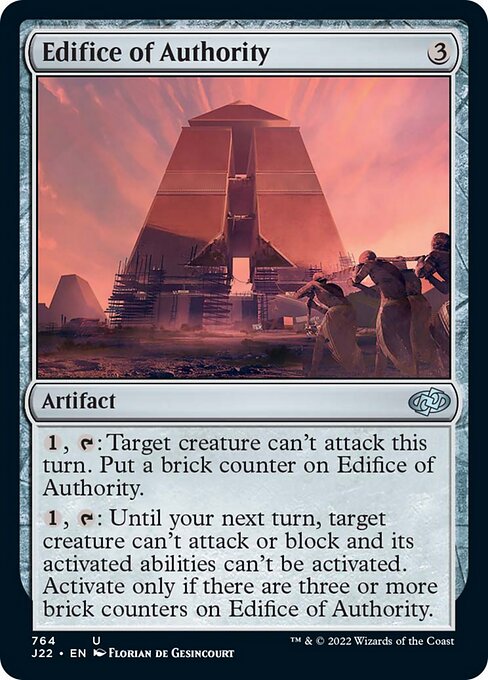 Edifice of Authority 3
Artifact
1, T: Target creature can't attack this
turn. Put a brick counter on Edifice of
Authority.
1, T: Until your next turn, target
creature can't attack or block and its
activated abilities can't be activated.
Activate only if there are three or more
brick counters on Edifice of Authority.
764 U
J22 • EN Florian de Gesincourt
™ & © 2022 Wizards of the Coast